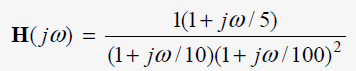 H(jω) = 1(1 + jω / 5) / (1 + jω / 10)(1 + jω / 100)²